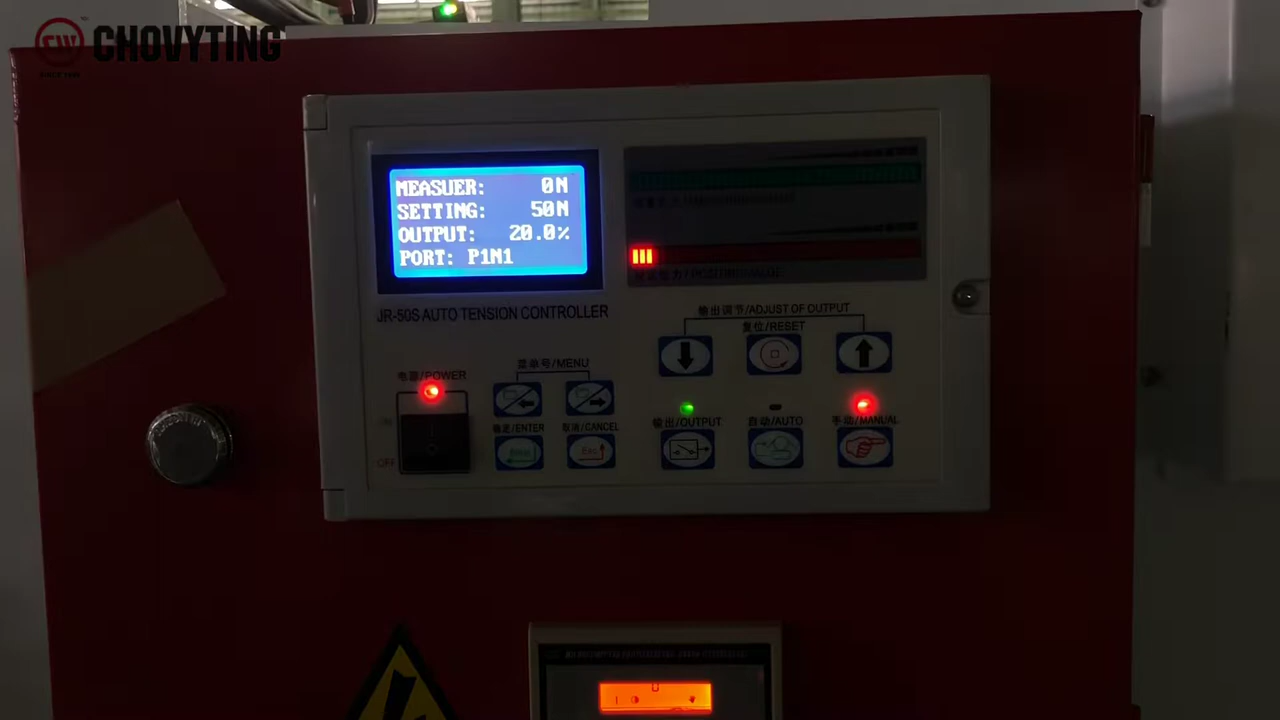 CW
CHOVYTING
MEASUER: 0N
SETTING: 50N
OUTPUT: 20.0%
PORT: P1N1
JR-50S AUTO TENSION CONTROLLER
输出调节/ADJUST OF OUTPUT
复位/RESET
菜单号/MENU
电源/POWER
OFF
确定/ENTER
取消/CANCEL
Esc
输出/OUTPUT
自动/AUTO
手动/MANUAL